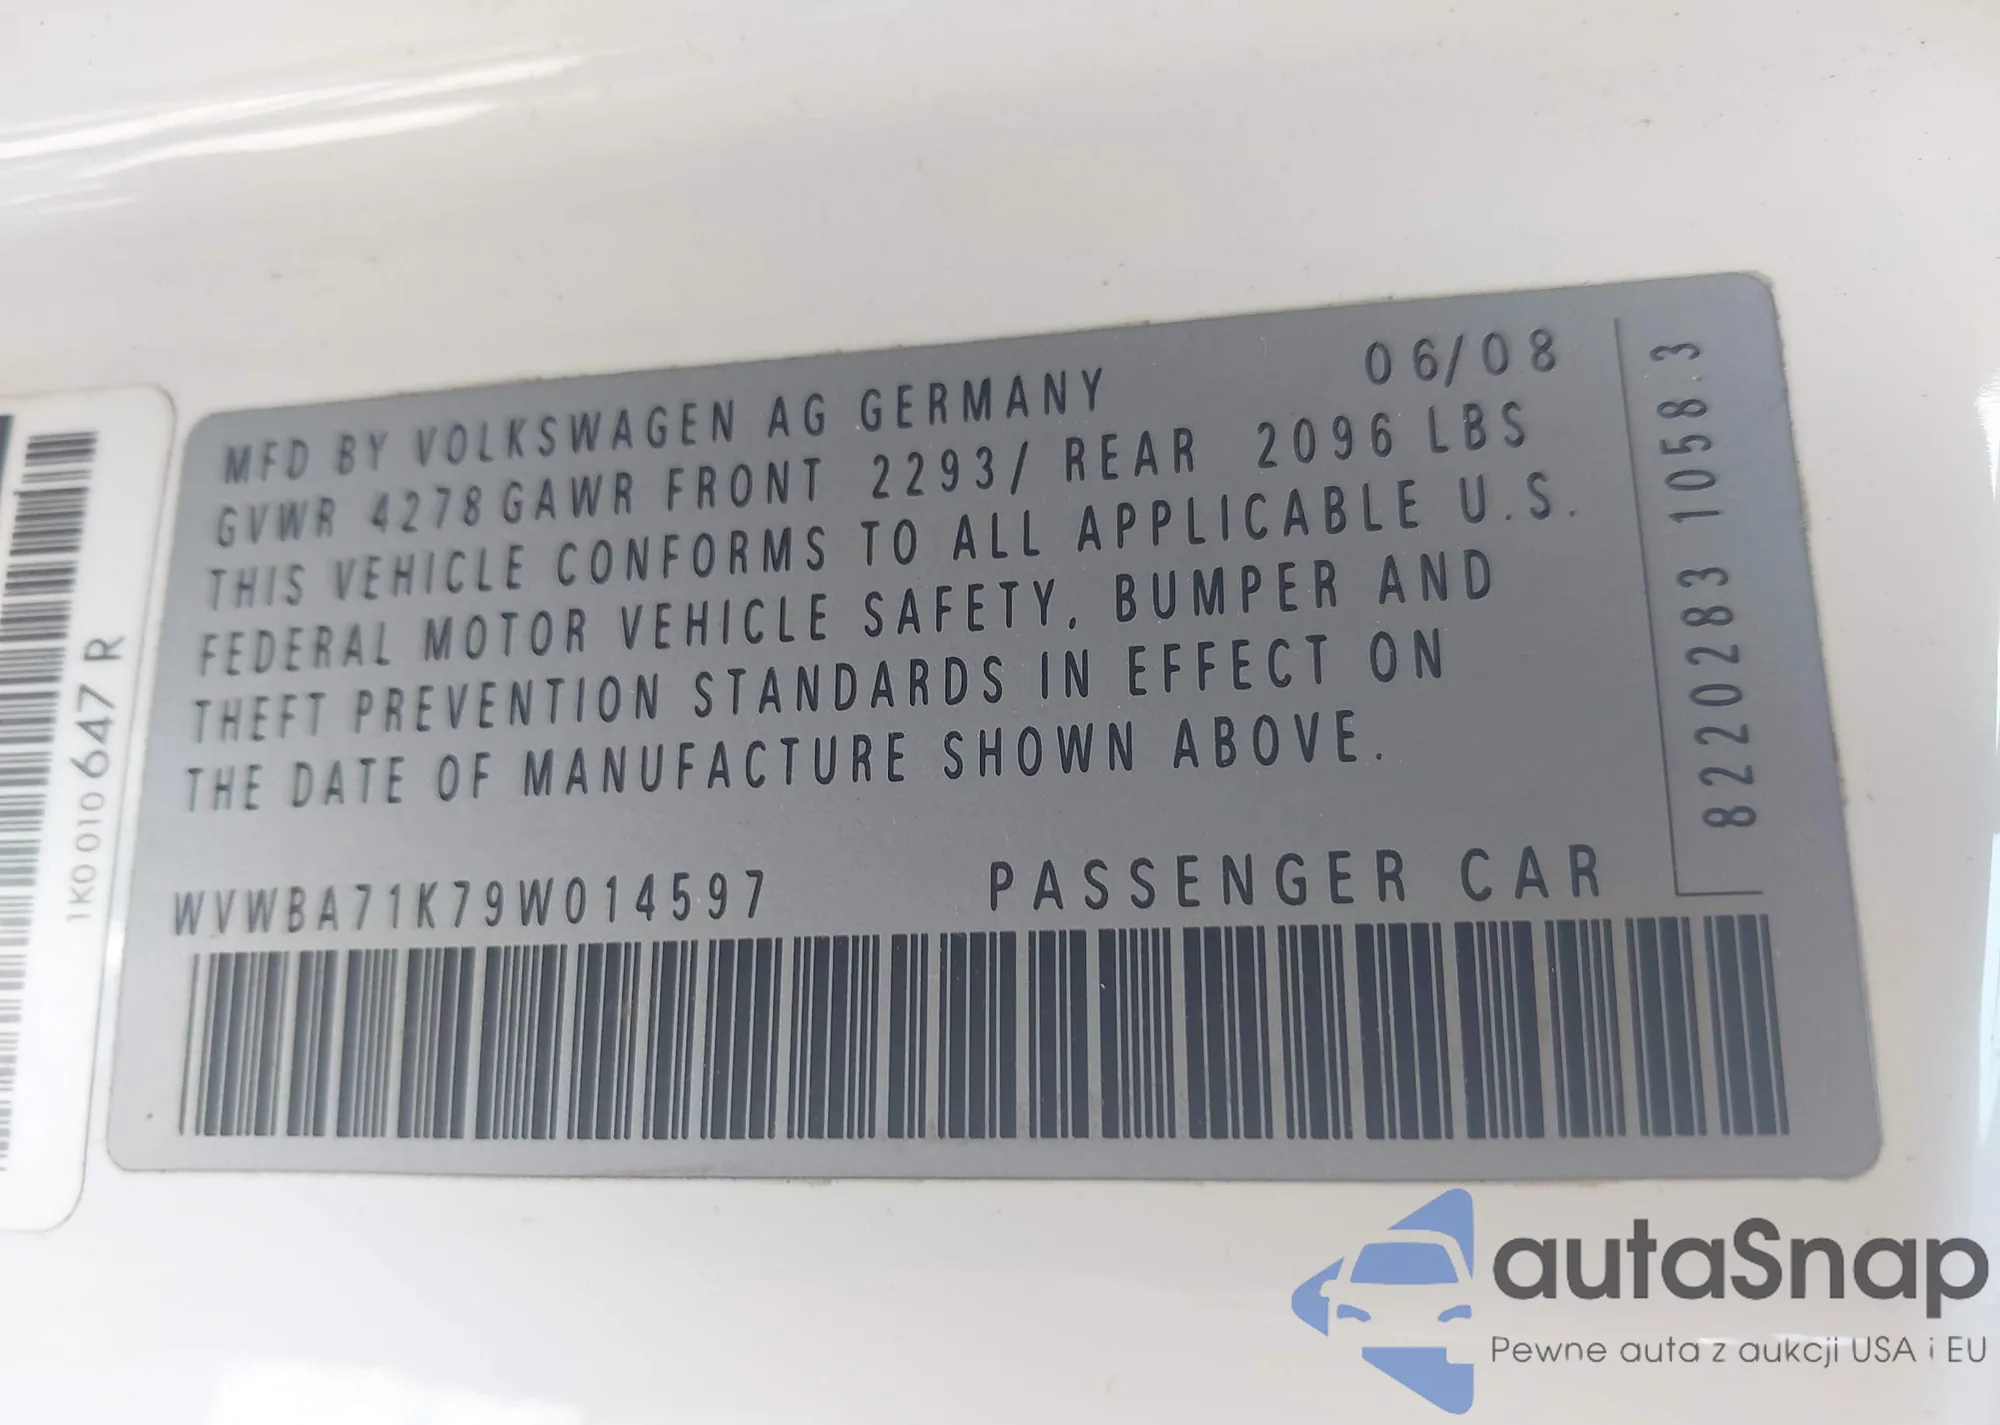 MFD BY VOLKSWAGEN AG GERMANY 06/08
GVWR 4278 GAWR FRONT 2293/ REAR 2096 LBS
THIS VEHICLE CONFORMS TO ALL APPLICABLE U.S.
FEDERAL MOTOR VEHICLE SAFETY, BUMPER AND
THEFT PREVENTION STANDARDS IN EFFECT ON
THE DATE OF MANUFACTURE SHOWN ABOVE.
WVWBA71K79W014597 PASSENGER CAR
8220283 1058.3
1K0 010 647 R
autaSnap
Pewne auta z aukcji USA i EU